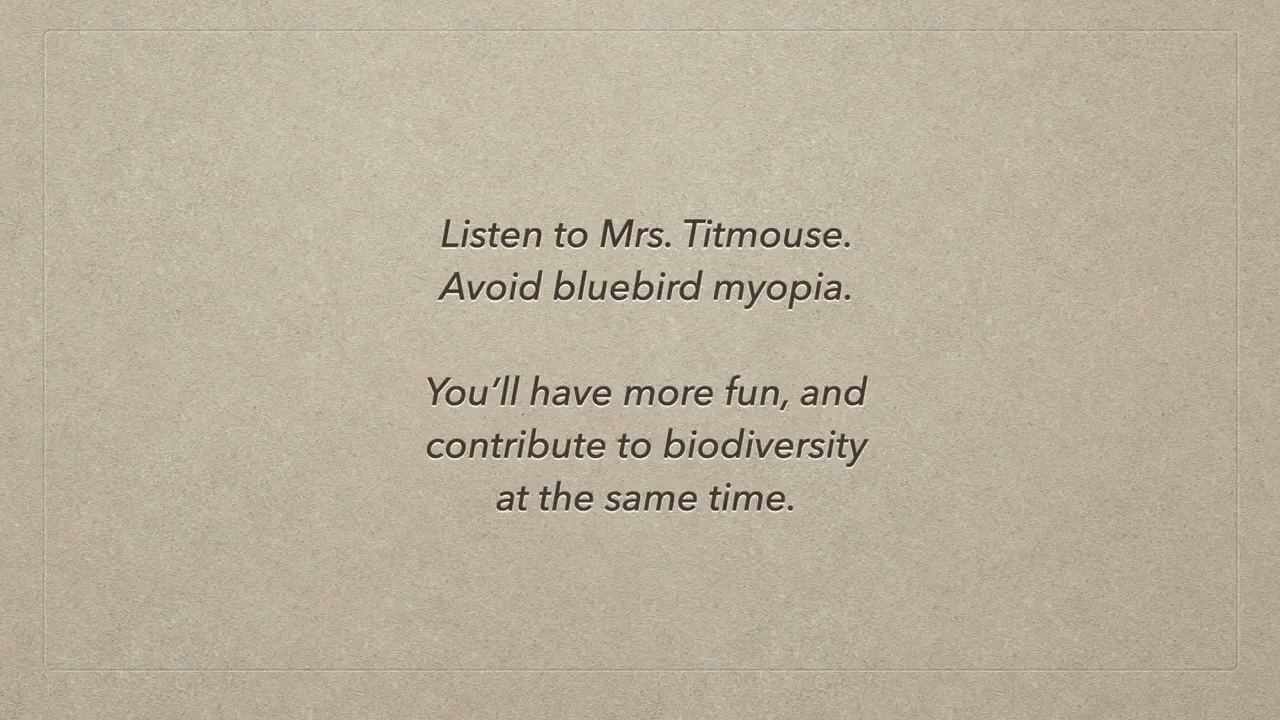 Listen to Mrs. Titmouse.
Avoid bluebird myopia.
You’ll have more fun, and
contribute to biodiversity
at the same time.